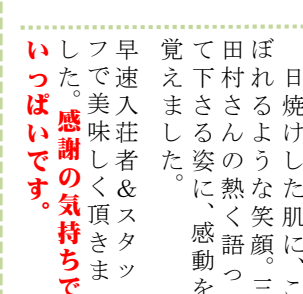 日焼けした肌に、こ
ぼれるような笑顔。三
田村さんの熱く語っ
て下さる姿に、感動を
覚えました。
早速入荘者＆スタッ
フで美味しく頂きま
した。感謝の気持ちで
いっぱいです。